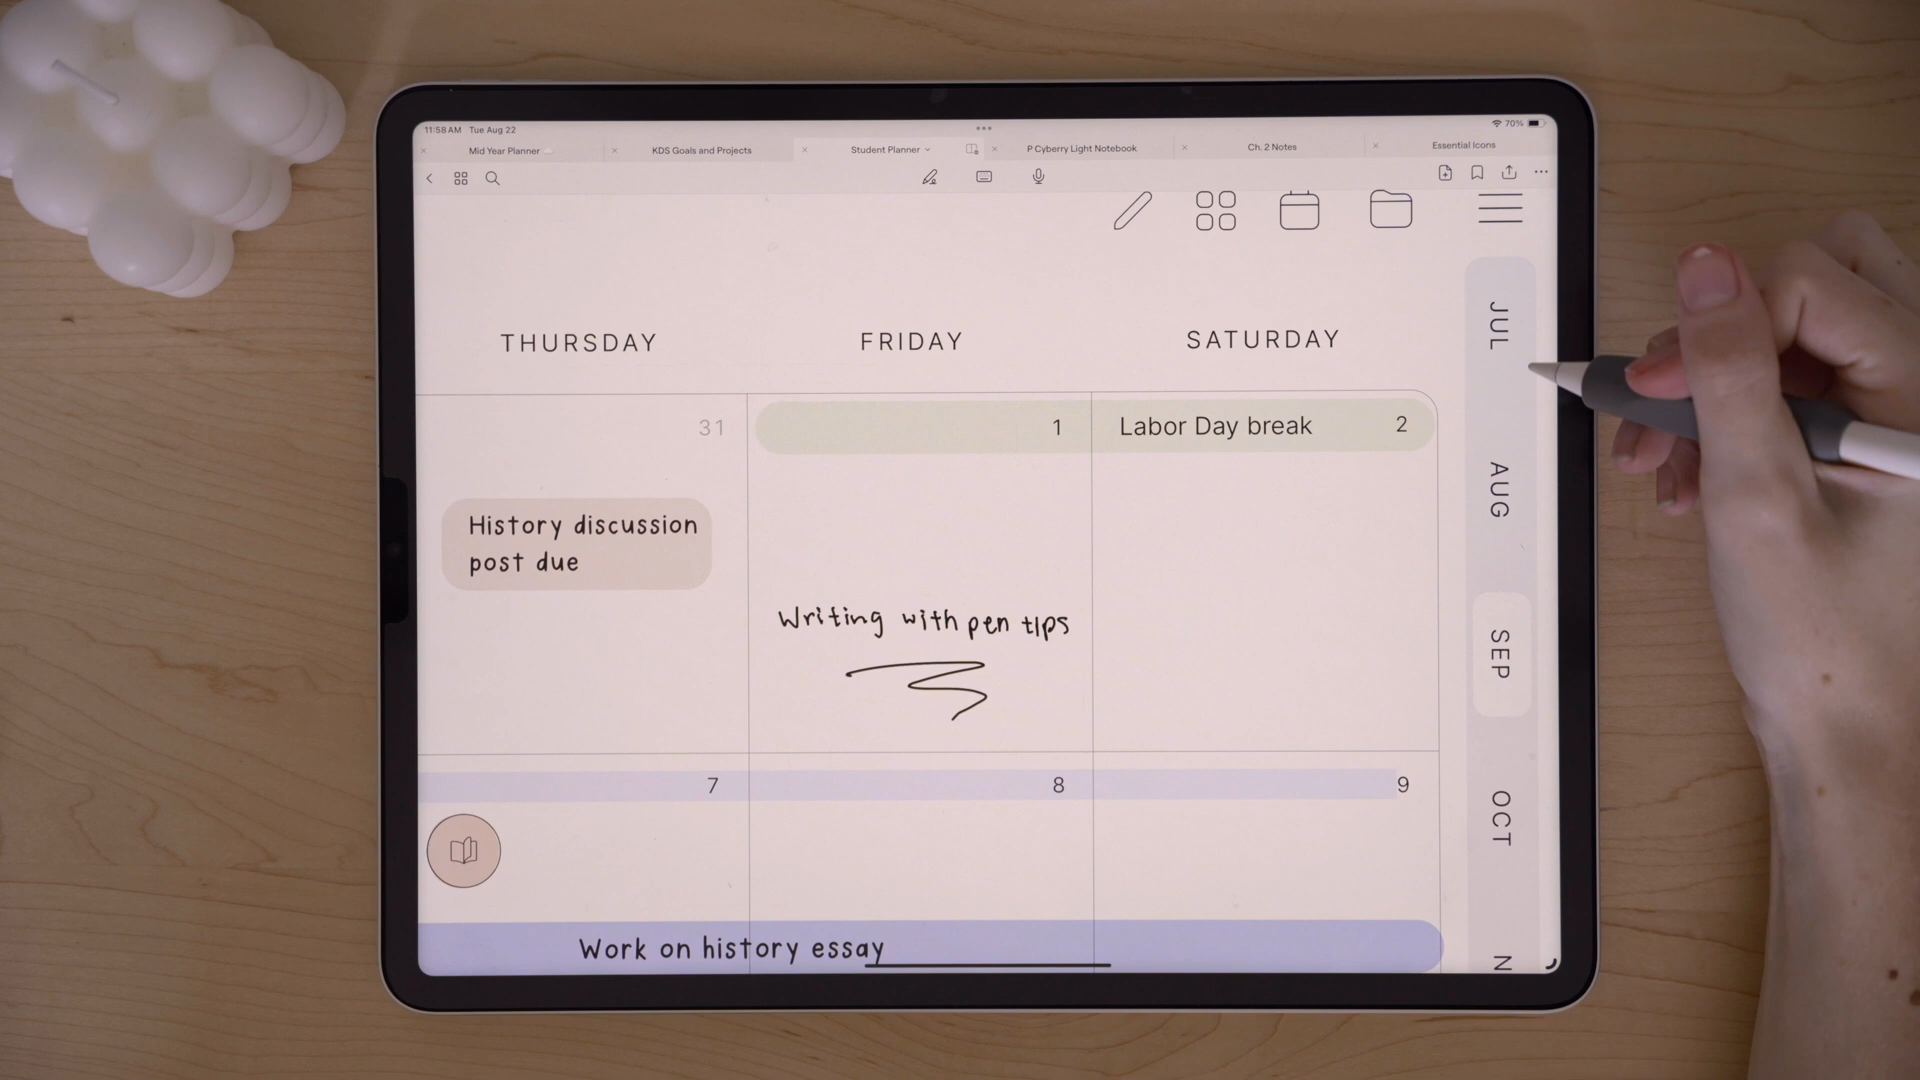 11:58 AM Tue Aug 22
70%
Mid Year Planner
KDS Goals and Projects
Student Planner
P Cyberry Light Notebook
Ch. 2 Notes
Essential Icons
THURSDAY FRIDAY SATURDAY
31 1 Labor Day break 2
History discussion
post due
Writing with pen tips
7 8 9
Work on history essay
JUL
AUG
SEP
OCT
N